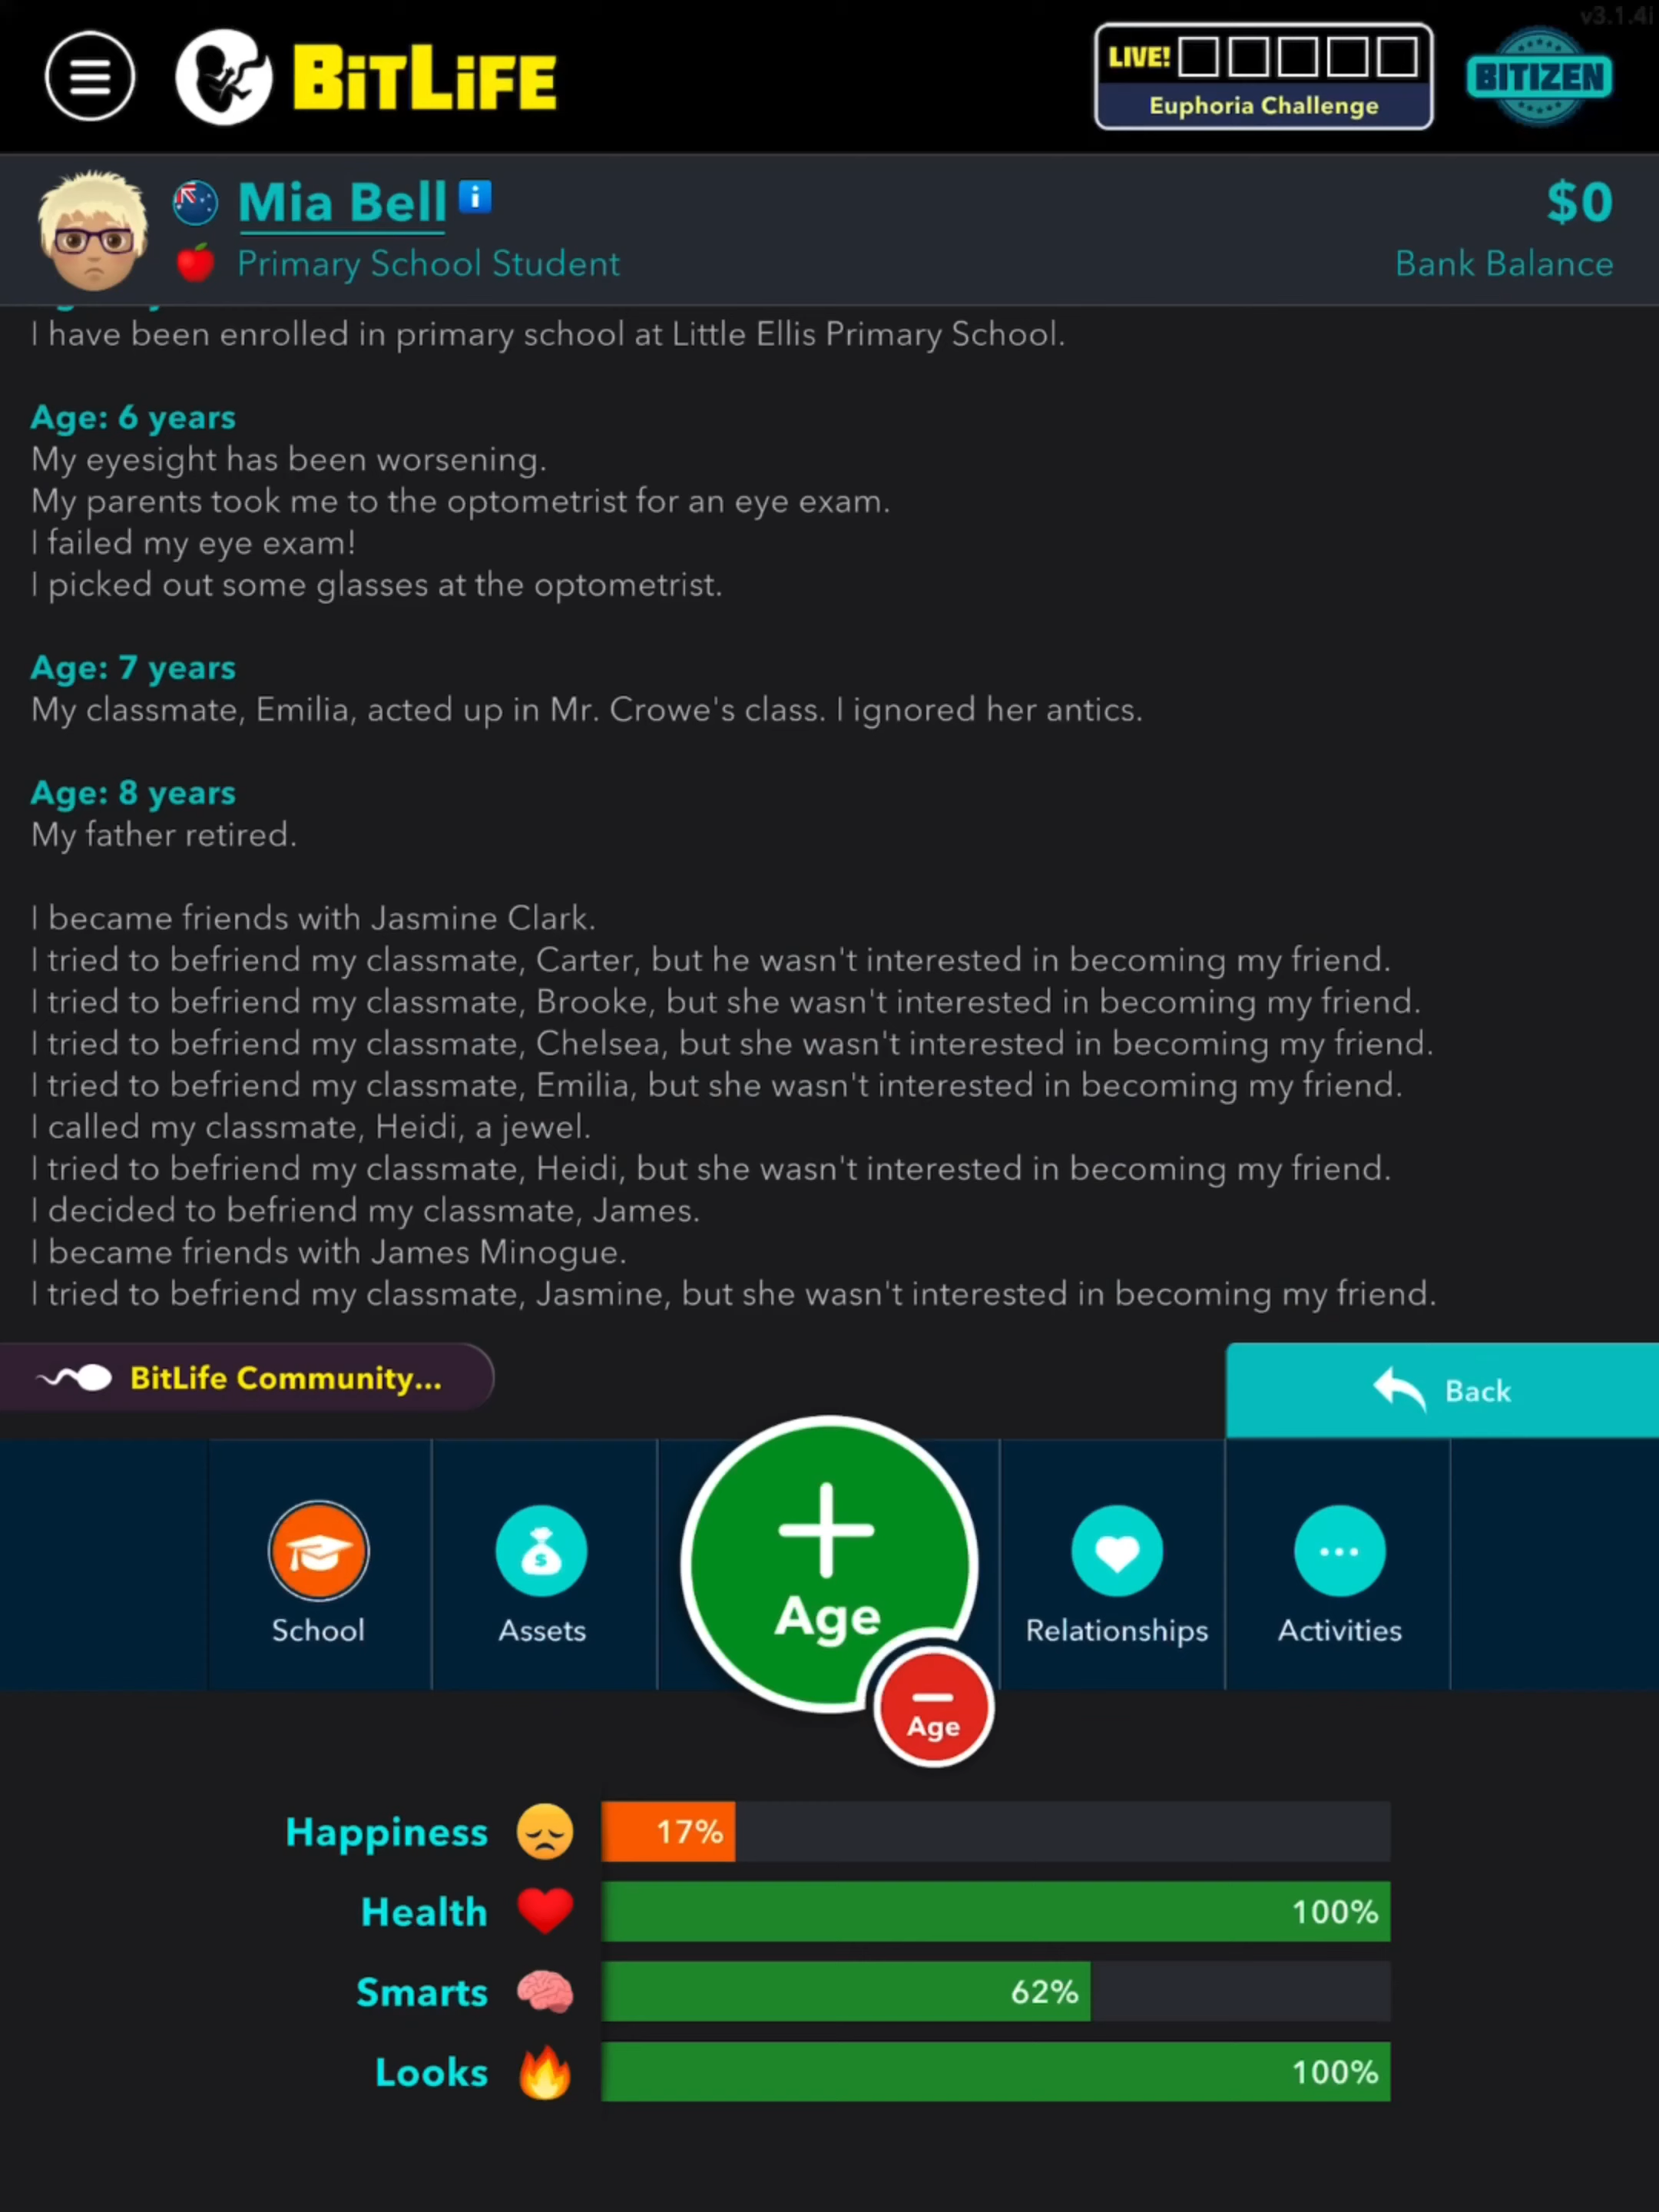 v3.1.4i
BiTLiFE
LIVE!
Euphoria Challenge
BITIZEN
Mia Bell
$0
Primary School Student
Bank Balance
I have been enrolled in primary school at Little Ellis Primary School.
Age: 6 years
My eyesight has been worsening.
My parents took me to the optometrist for an eye exam.
I failed my eye exam!
I picked out some glasses at the optometrist.
Age: 7 years
My classmate, Emilia, acted up in Mr. Crowe's class. I ignored her antics.
Age: 8 years
My father retired.
I became friends with Jasmine Clark.
I tried to befriend my classmate, Carter, but he wasn't interested in becoming my friend.
I tried to befriend my classmate, Brooke, but she wasn't interested in becoming my friend.
I tried to befriend my classmate, Chelsea, but she wasn't interested in becoming my friend.
I tried to befriend my classmate, Emilia, but she wasn't interested in becoming my friend.
I called my classmate, Heidi, a jewel.
I tried to befriend my classmate, Heidi, but she wasn't interested in becoming my friend.
I decided to befriend my classmate, James.
I became friends with James Minogue.
I tried to befriend my classmate, Jasmine, but she wasn't interested in becoming my friend.
BitLife Community...
Back
School
Assets
Age
Relationships
Activities
Age
Happiness 17%
Health 100%
Smarts 62%
Looks 100%